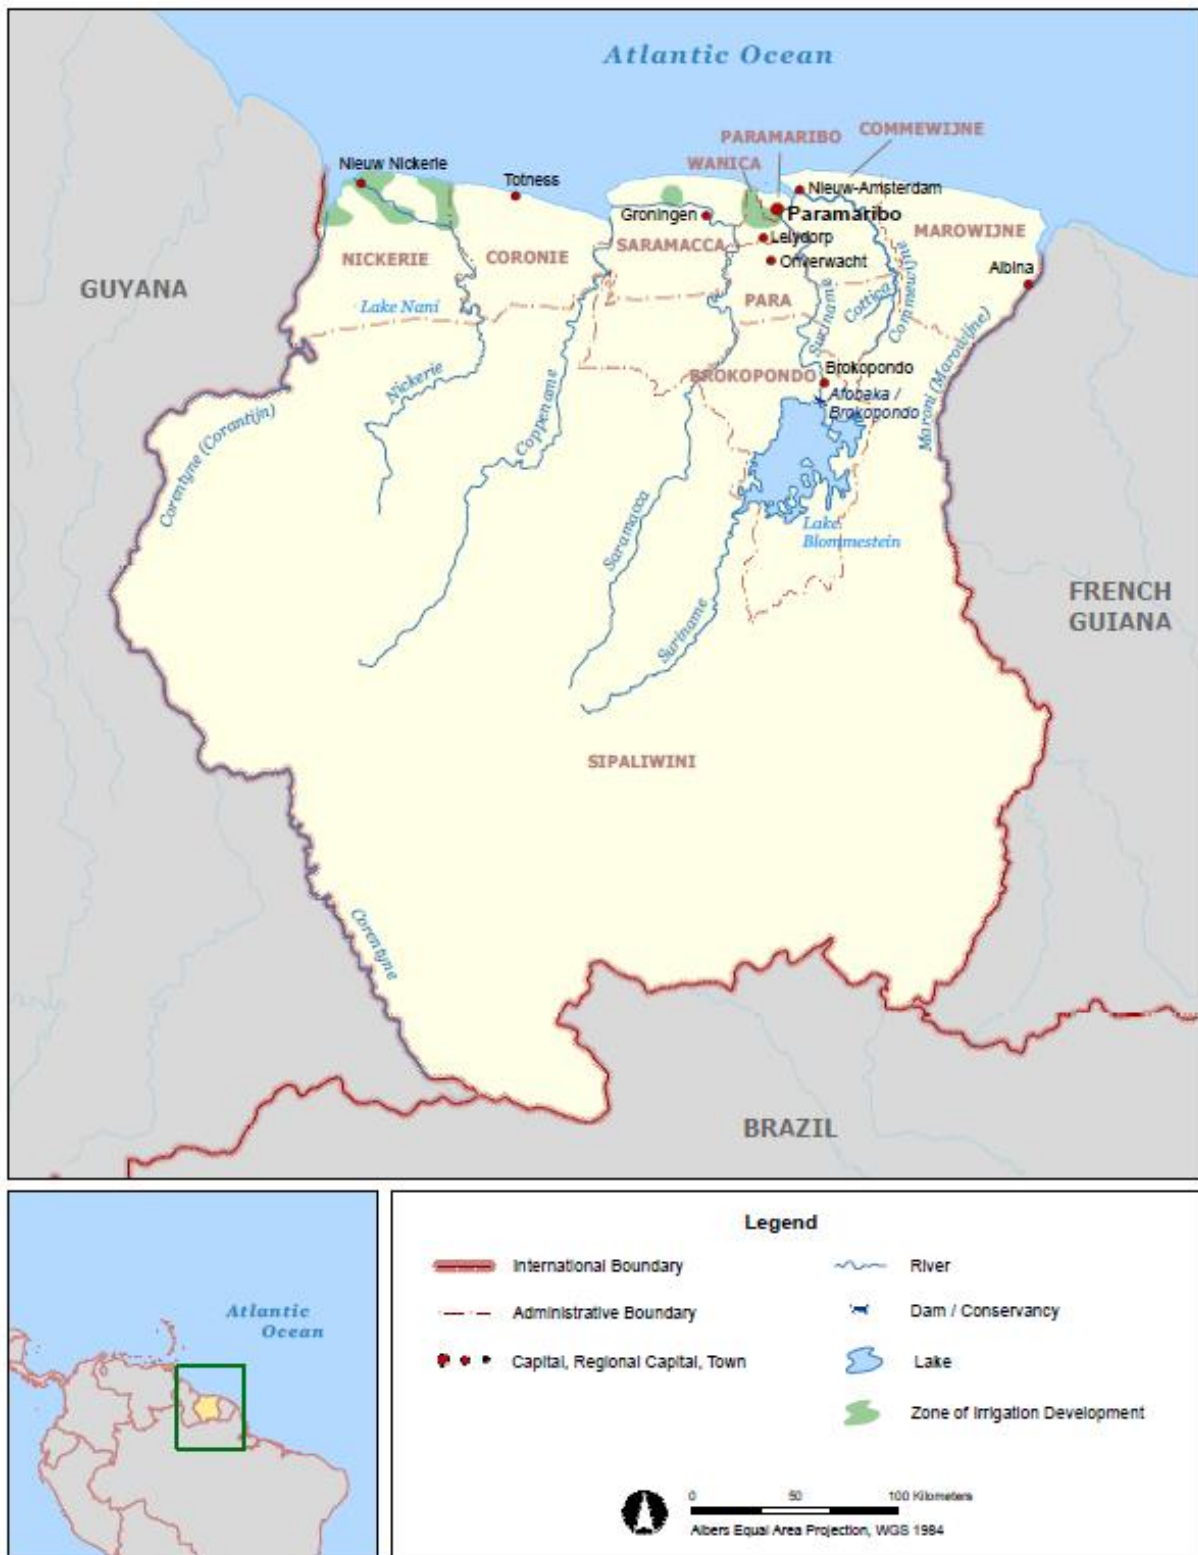 Atlantic Ocean
COMMEWIJNE
PARAMARIBO
WANICA
Nieuw Nickerie
Totness
Nieuw-Amsterdam
Groningen
Paramaribo
MAROWIJNE
Lelydorp
SARAMACCA
NICKERIE
CORONIE
Onverwacht
Albina
GUYANA
Lake Nani
PARA
Suriname
Cottica
Commewijne
Maroni (Marowijne)
BROKOPONDO
Brokopondo
Afobaka /
Brokopondo
Nickerie
Coppename
Corentyne (Corantijn)
Saramacca
Lake
Blommestein
FRENCH
GUIANA
Suriname
SIPALIWINI
Corentyne
BRAZIL
Atlantic
Ocean
Legend
International Boundary
River
Administrative Boundary
Dam / Conservancy
Capital, Regional Capital, Town
Lake
Zone of Irrigation Development
0 50 100 Kilometers
Albers Equal Area Projection, WGS 1984